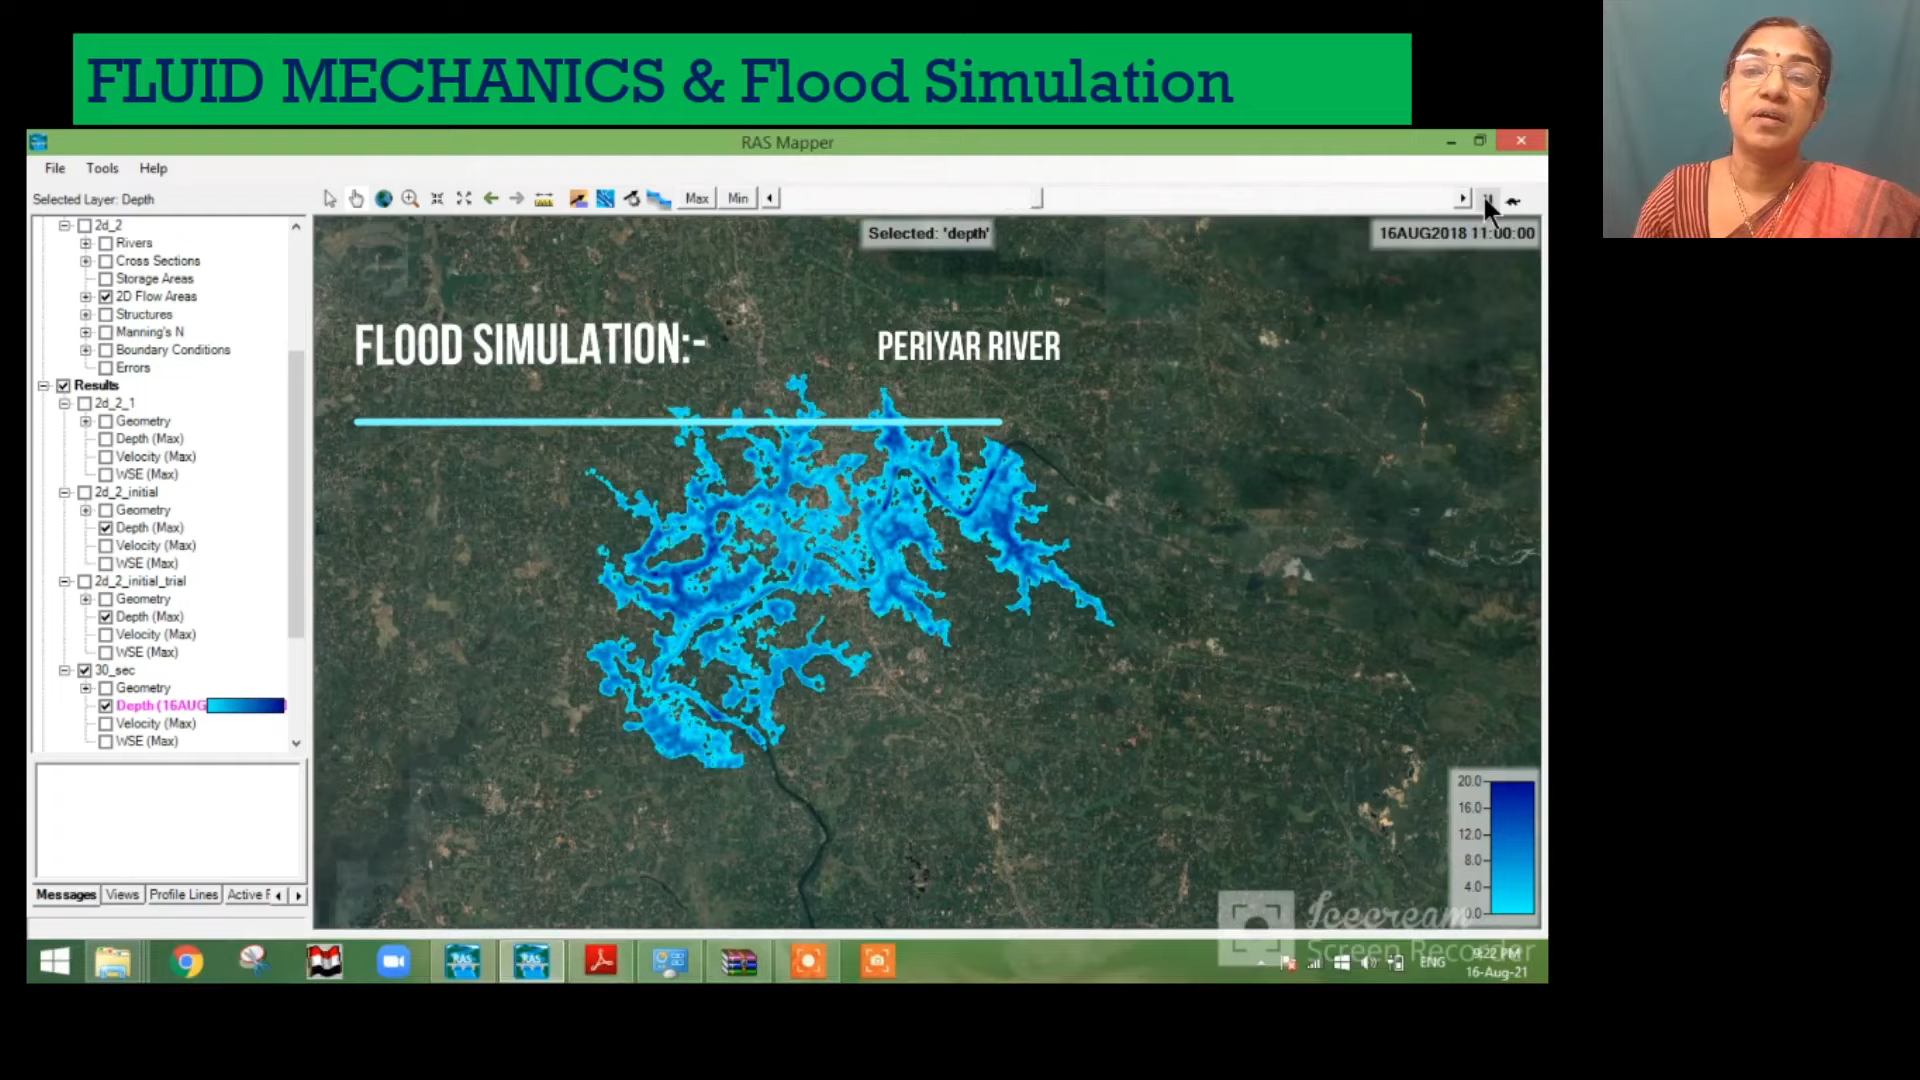 FLUID MECHANICS & Flood Simulation
RAS Mapper
File Tools Help
Selected Layer: Depth
Max Min
2d_2
Rivers
Cross Sections
Storage Areas
2D Flow Areas
Structures
Manning's N
Boundary Conditions
Errors
Results
2d_2_1
Geometry
Depth (Max)
Velocity (Max)
WSE (Max)
2d_2_initial
Geometry
Depth (Max)
Velocity (Max)
WSE (Max)
2d_2_initial_trial
Geometry
Depth (Max)
Velocity (Max)
WSE (Max)
30_sec
Geometry
Depth (16AUG
Velocity (Max)
WSE (Max)
Messages Views Profile Lines Active F
Selected: 'depth'
16AUG2018 11:00:00
FLOOD SIMULATION:- PERIYAR RIVER
20.0
16.0
12.0
8.0
4.0
0.0
Icecream
Screen Recorder
RAS RAS
ENG
9:22 PM
16-Aug-21